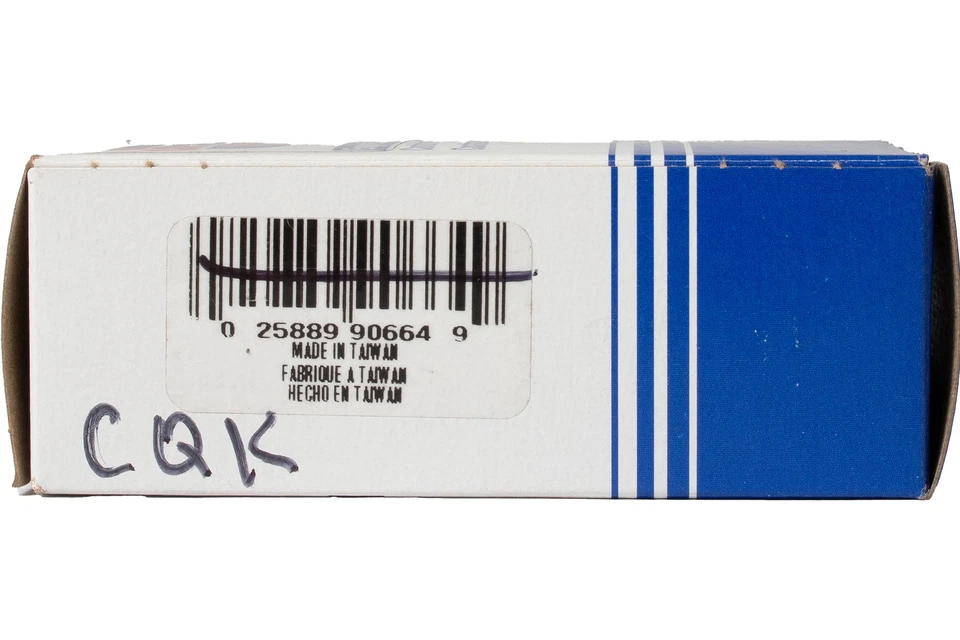 0 25889 90664 9
MADE IN TAIWAN
FABRIQUE A TAIWAN
HECHO EN TAIWAN
CQK